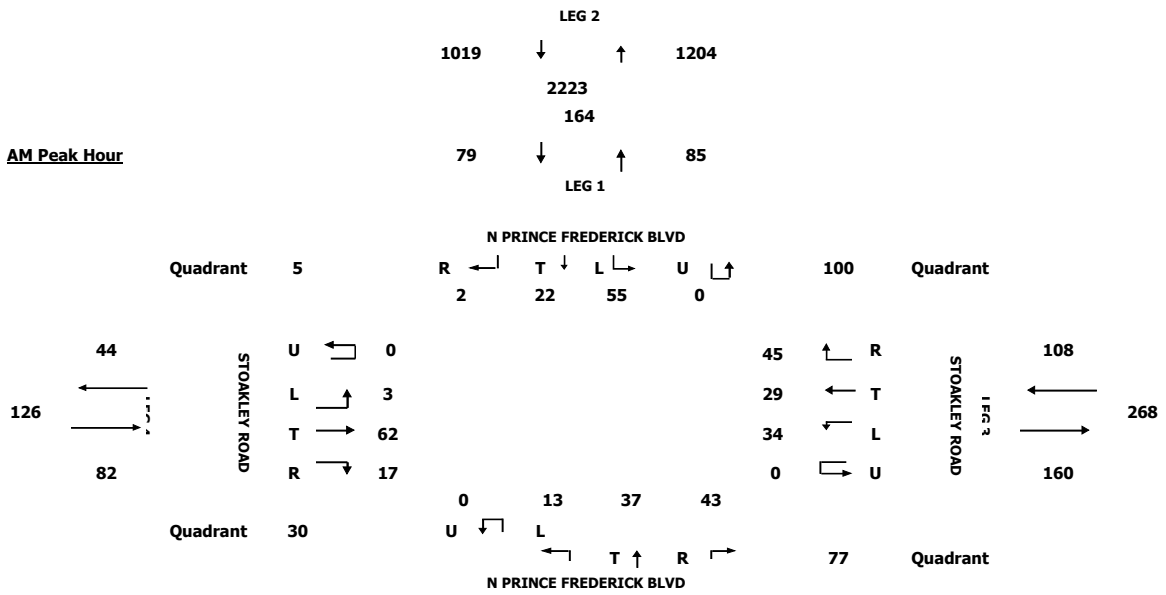 LEG 2
1019 1204
2223
164
AM Peak Hour 79 85
LEG 1
N PRINCE FREDERICK BLVD
Quadrant 5 R T L U 100 Quadrant
2 22 55 0
44 U 0 45 R 108
STOAKLEY ROAD
L 3 29 T
STOAKLEY ROAD
LEG 3
126 268
T 62 34 L
82 R 17 0 U 160
0 13 37 43
Quadrant 30 U L
T R 77 Quadrant
N PRINCE FREDERICK BLVD